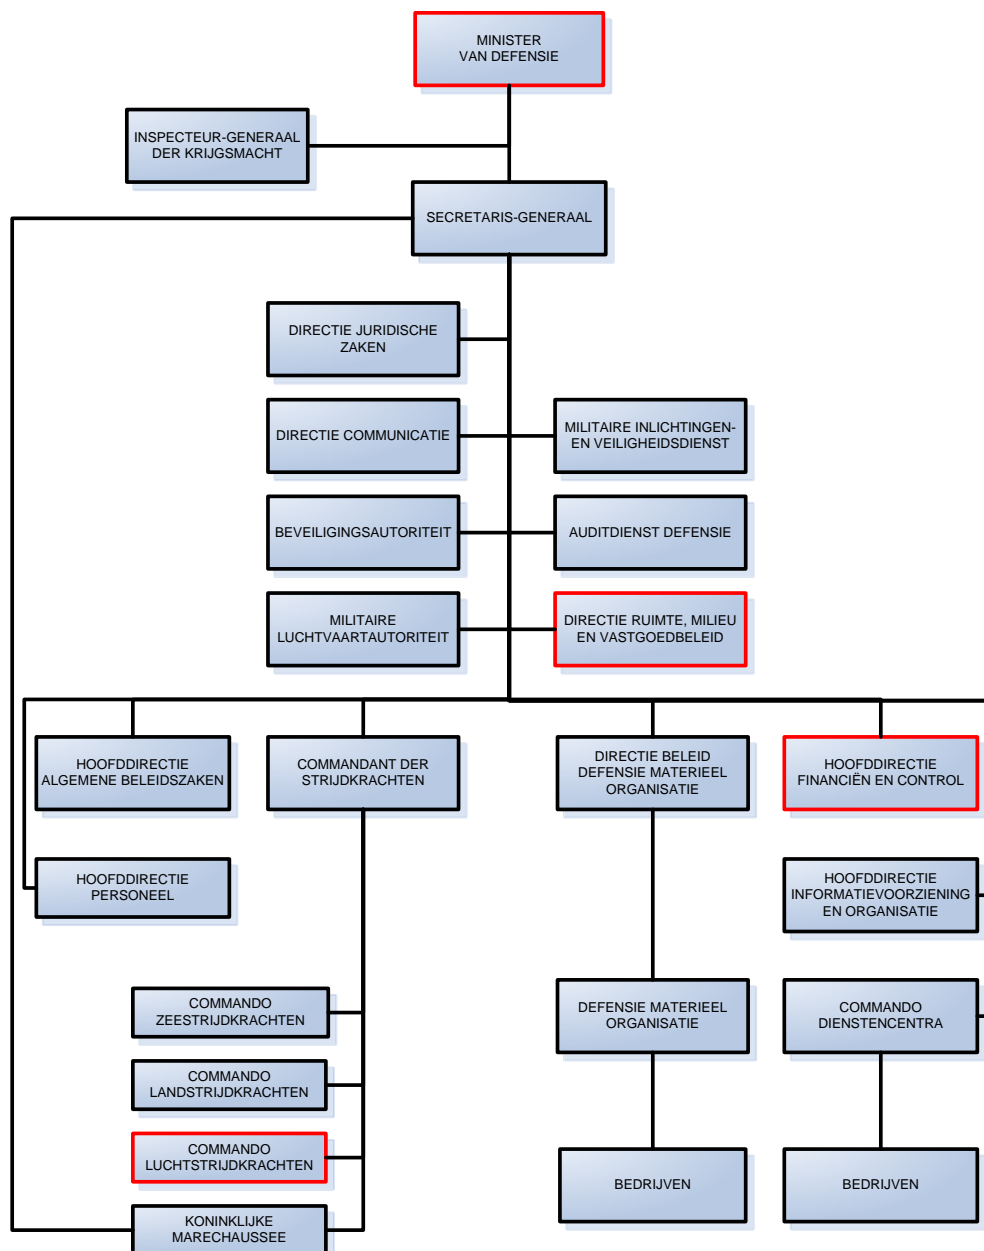 MINISTER
VAN DEFENSIE
INSPECTEUR-GENERAAL
DER KRIJGSMACHT
SECRETARIS-GENERAAL
DIRECTIE JURIDISCHE
ZAKEN
DIRECTIE COMMUNICATIE
MILITAIRE INLICHTINGEN-
EN VEILIGHEIDSDIENST
BEVEILIGINGSAUTORITEIT
AUDITDIENST DEFENSIE
MILITAIRE
LUCHTVAARTAUTORITEIT
DIRECTIE RUIMTE, MILIEU
EN VASTGOEDBELEID
HOOFDDIRECTIE
ALGEMENE BELEIDSZAKEN
COMMANDANT DER
STRIJDKRACHTEN
DIRECTIE BELEID
DEFENSIE MATERIEEL
ORGANISATIE
HOOFDDIRECTIE
FINANCIËN EN CONTROL
HOOFDDIRECTIE
PERSONEEL
HOOFDDIRECTIE
INFORMATIEVOORZIENING
EN ORGANISATIE
COMMANDO
ZEESTRIJDKRACHTEN
DEFENSIE MATERIEEL
ORGANISATIE
COMMANDO
DIENSTENCENTRA
COMMANDO
LANDSTRIJDKRACHTEN
COMMANDO
LUCHTSTRIJDKRACHTEN
BEDRIJVEN
BEDRIJVEN
KONINKLIJKE
MARECHAUSSEE